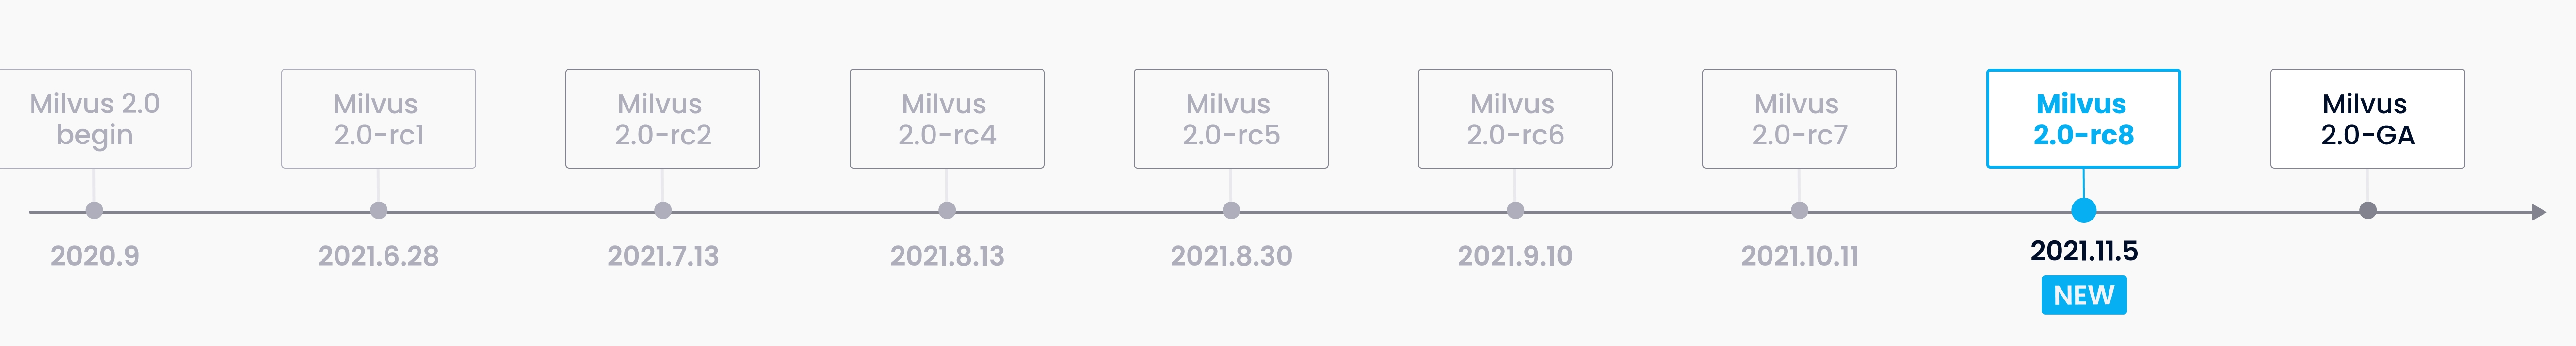 Milvus 2.0
begin
Milvus
2.0-rc1
Milvus
2.0-rc2
Milvus
2.0-rc4
Milvus
2.0-rc5
Milvus
2.0-rc6
Milvus
2.0-rc7
Milvus
2.0-rc8
Milvus
2.0-GA
2020.9
2021.6.28
2021.7.13
2021.8.13
2021.8.30
2021.9.10
2021.10.11
2021.11.5
NEW